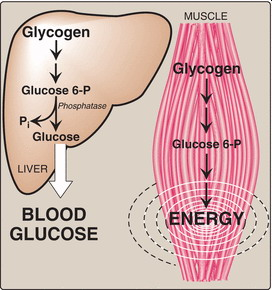 Glycogen
Glucose 6-P
Phosphatase
Pi
Glucose
LIVER
BLOOD
GLUCOSE
MUSCLE
Glycogen
Glucose 6-P
ENERGY